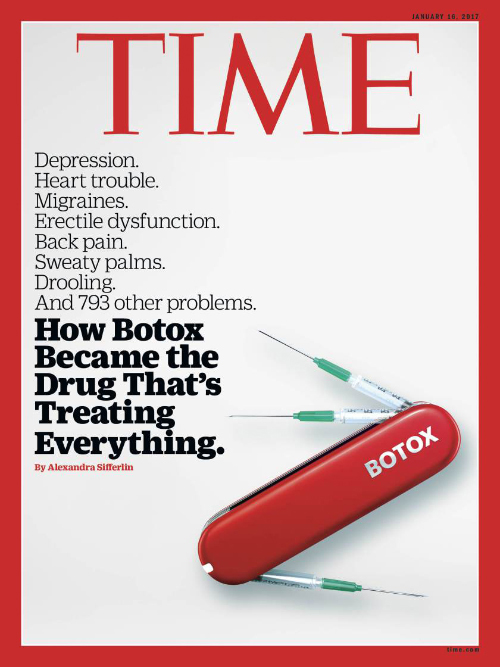 JANUARY 16, 2017
TIME
Depression.
Heart trouble.
Migraines.
Erectile dysfunction.
Back pain.
Sweaty palms.
Drooling.
And 793 other problems.
How Botox
Became the
Drug That’s
Treating
Everything.
By Alexandra Sifferlin
BOTOX
time.com